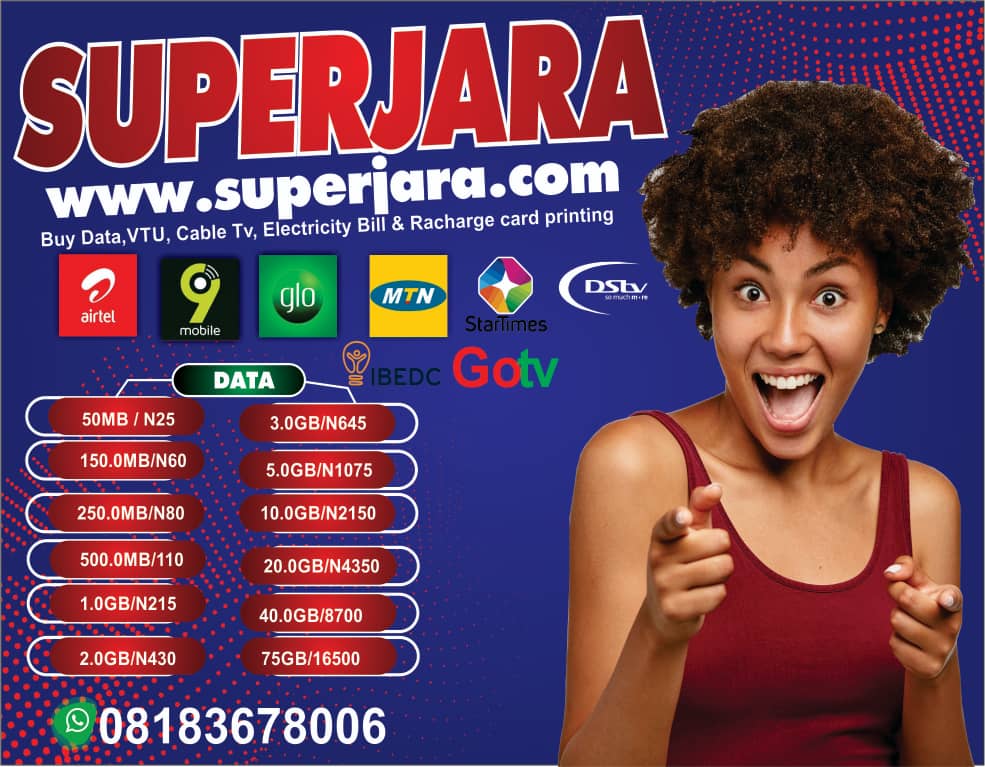 SUPERJARA
www.superjara.com
Buy Data,VTU, Cable Tv, Electricity Bill & Racharge card printing
airtel
9
mobile
glo
MTN
StarTimes
DStv
so much more
IBEDC
Gotv
DATA
50MB / N25
150.0MB/N60
250.0MB/N80
500.0MB/110
1.0GB/N215
2.0GB/N430
3.0GB/N645
5.0GB/N1075
10.0GB/N2150
20.0GB/N4350
40.0GB/8700
75GB/16500
08183678006